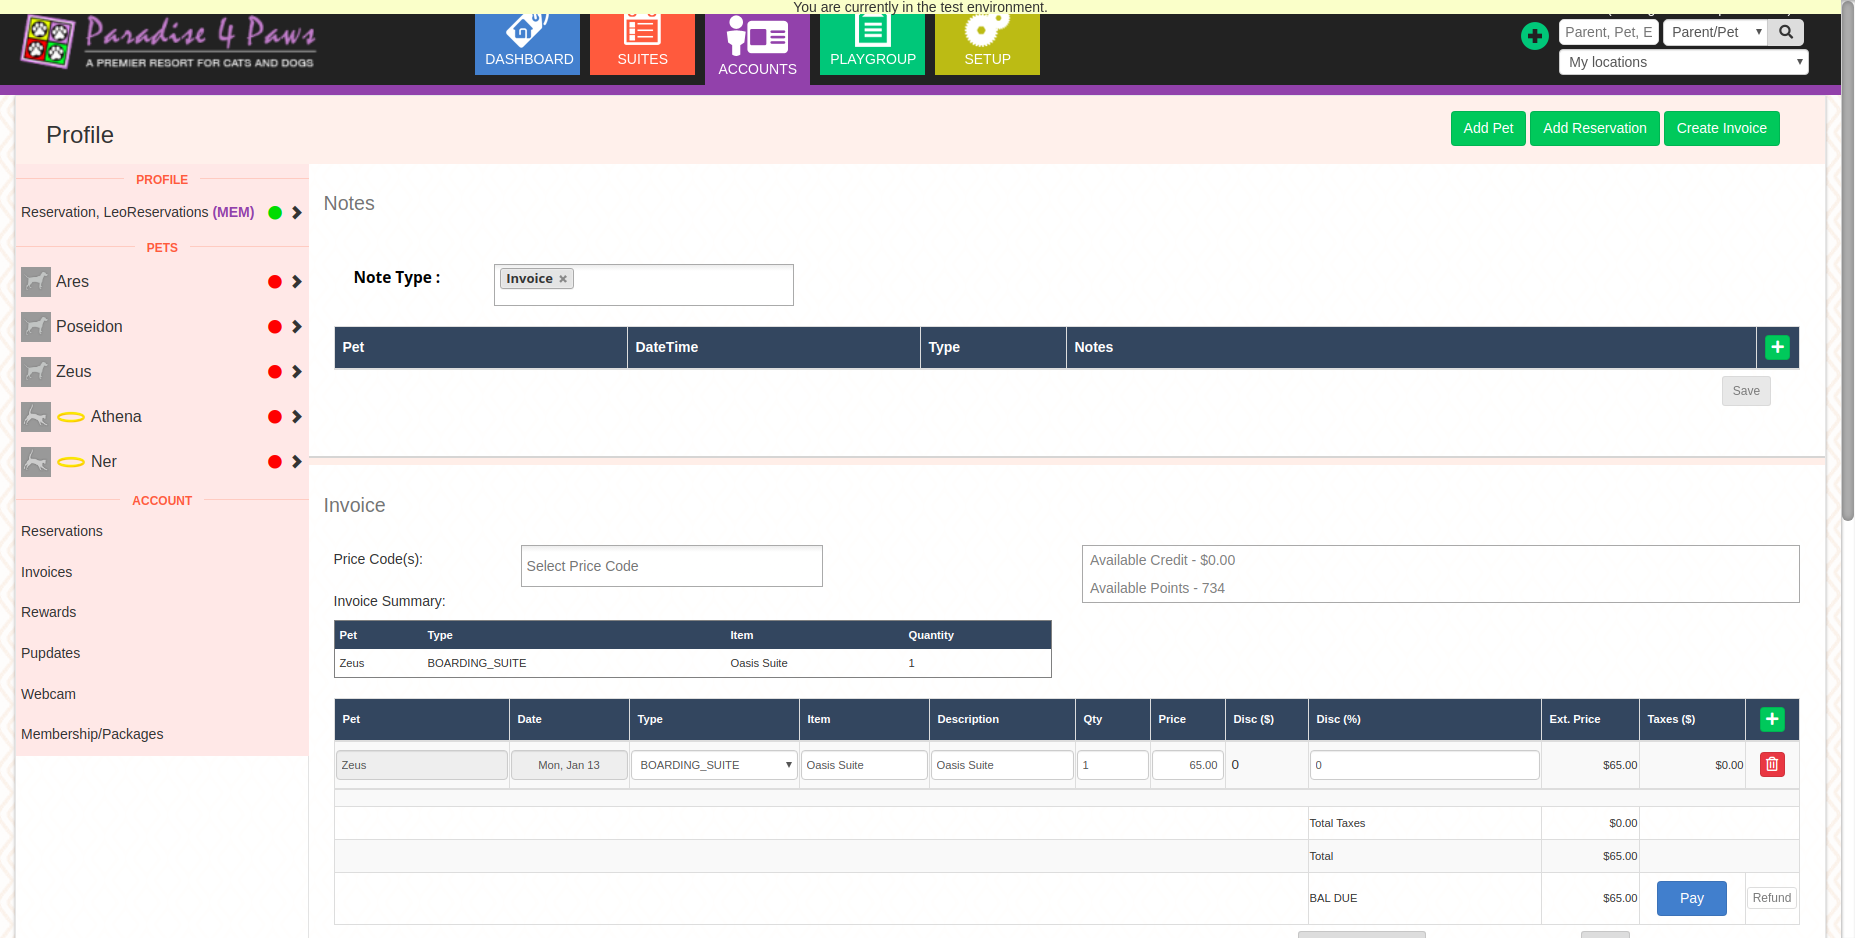 You are currently in the test environment.
Paradise 4 Paws
A PREMIER RESORT FOR CATS AND DOGS
DASHBOARD
SUITES
ACCOUNTS
PLAYGROUP
SETUP
Parent, Pet, E
Parent/Pet
My locations
Profile
Add Pet
Add Reservation
Create Invoice
PROFILE
Reservation, LeoReservations (MEM)
PETS
Ares
Poseidon
Zeus
Athena
Ner
ACCOUNT
Reservations
Invoices
Rewards
Pupdates
Webcam
Membership/Packages
Notes
Note Type :
Invoice ×
Pet DateTime Type Notes
Save
Invoice
Price Code(s):
Select Price Code
Available Credit - $0.00
Available Points - 734
Invoice Summary:
Pet Type Item Quantity
Zeus BOARDING_SUITE Oasis Suite 1
Pet Date Type Item Description Qty Price Disc ($) Disc (%) Ext. Price Taxes ($)
Zeus Mon, Jan 13 BOARDING_SUITE Oasis Suite Oasis Suite 1 65.00 0 0 $65.00 $0.00
Total Taxes $0.00
Total $65.00
BAL DUE $65.00 Pay Refund